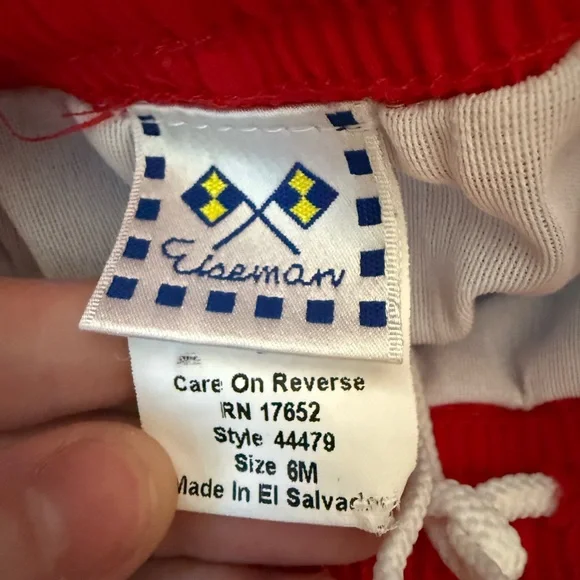 Eiseman
Care On Reverse
RN 17652
Style 44479
Size 6M
Made In El Salvador